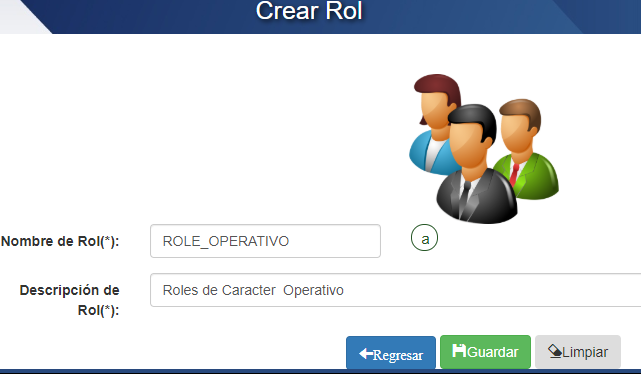 Crear Rol
Nombre de Rol(*):
ROLE_OPERATIVO
a
Descripción de
Rol(*):
Roles de Caracter Operativo
Regresar
Guardar
Limpiar